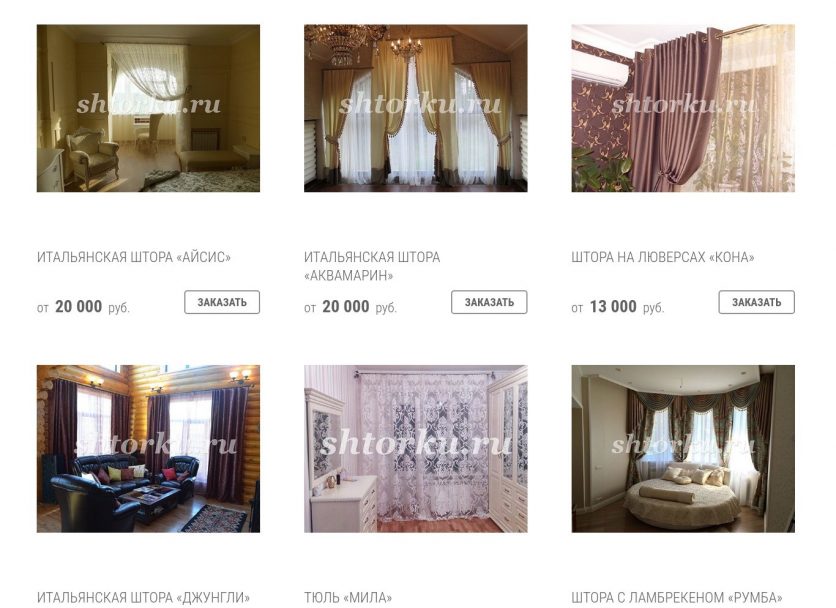 shtorku.ru
shtorku.ru
shtorku.ru
ИТАЛЬЯНСКАЯ ШТОРА «АЙСИС»
ИТАЛЬЯНСКАЯ ШТОРА
«АКВАМАРИН»
ШТОРА НА ЛЮВЕРСАХ «КОНА»
от 20 000 руб.
ЗАКАЗАТЬ
от 20 000 руб.
ЗАКАЗАТЬ
от 13 000 руб.
ЗАКАЗАТЬ
shtorku.ru
shtorku.ru
shtorku.ru
ИТАЛЬЯНСКАЯ ШТОРА «ДЖУНГЛИ»
ТЮЛЬ «МИЛА»
ШТОРА С ЛАМБРЕКЕНОМ «РУМБА»